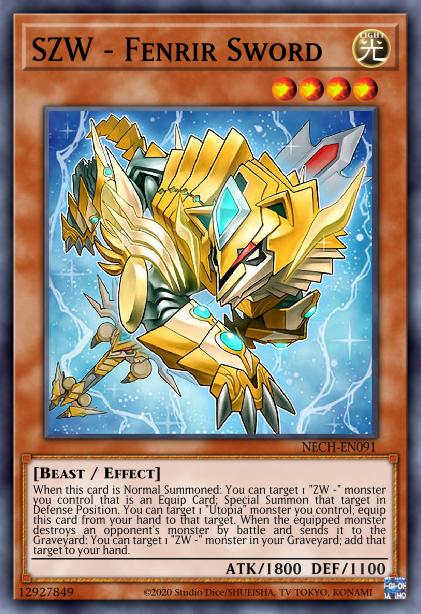 SZW - Fenrir Sword
LIGHT
光
NECH-EN091
[Beast / Effect]
When this card is Normal Summoned: You can target 1 "ZW -" monster
you control that is an Equip Card; Special Summon that target in
Defense Position. You can target 1 "Utopia" monster you control; equip
this card from your hand to that target. When the equipped monster
destroys an opponent's monster by battle and sends it to the
Graveyard: You can target 1 "ZW -" monster in your Graveyard; add that
target to your hand.
ATK/1800 DEF/1100
12927849
©2020 Studio Dice/SHUEISHA, TV TOKYO, KONAMI